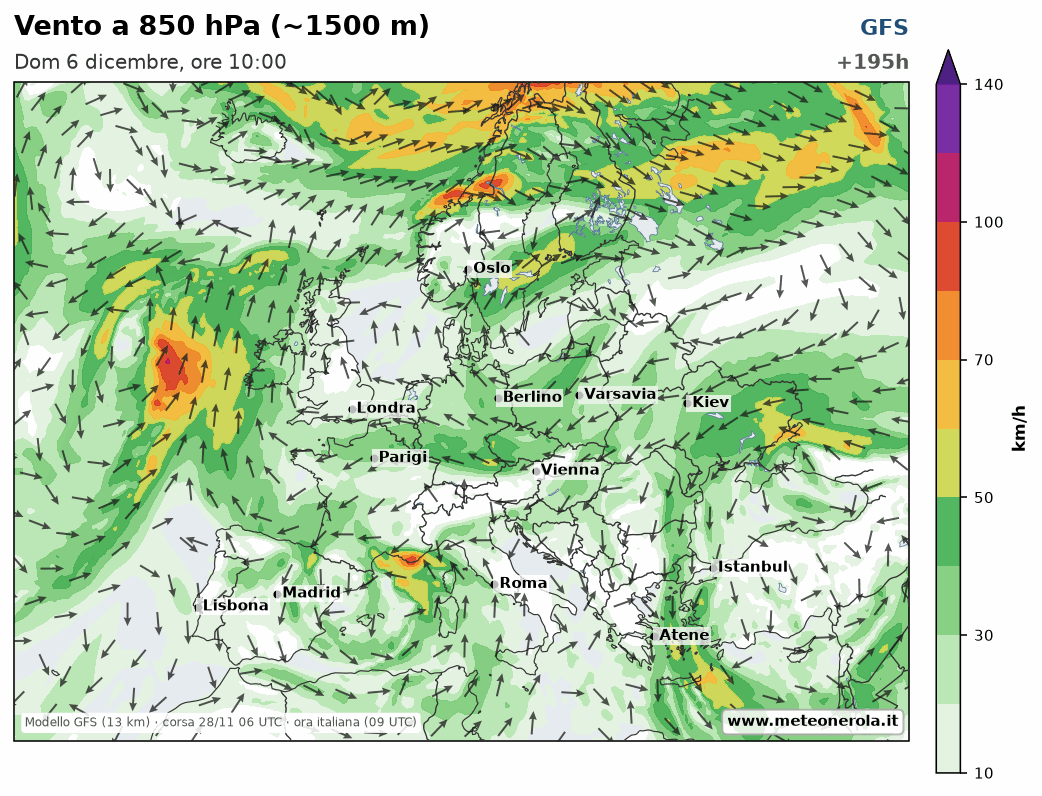 Vento a 850 hPa (~1500 m)
GFS
Dom 6 dicembre, ore 10:00
+195h
140
100
70
50
30
10
km/h
Oslo
Berlino
Varsavia
Kiev
Londra
Parigi
Vienna
Istanbul
Roma
Madrid
Lisbona
Atene
Modello GFS (13 km) · corsa 28/11 06 UTC · ora italiana (09 UTC)
www.meteonerola.it